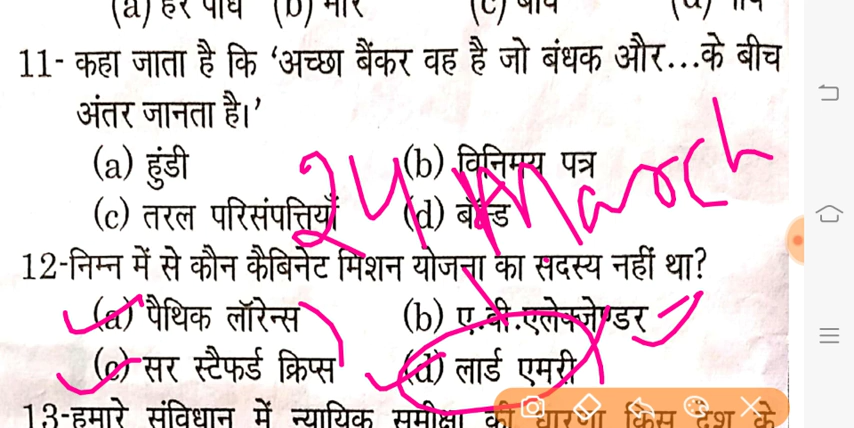 (a) हर पौधे (b) मोर (c) बाघ
11- कहा जाता है कि ‘अच्छा बैंकर वह है जो बंधक और...के बीच
अंतर जानता है।’
(a) हुंडी (b) विनिमय पत्र
(c) तरल परिसंपत्तियाँ (d) बॉन्ड
24 March
12-निम्न में से कौन कैबिनेट मिशन योजना का सदस्य नहीं था?
(a) पैथिक लॉरेन्स (b) ए.वी.एलेक्जेण्डर
(c) सर स्टैफर्ड क्रिप्स (d) लार्ड एमरी
13-हमारे संविधान में न्यायिक समीक्षा की धारणा किस देश के